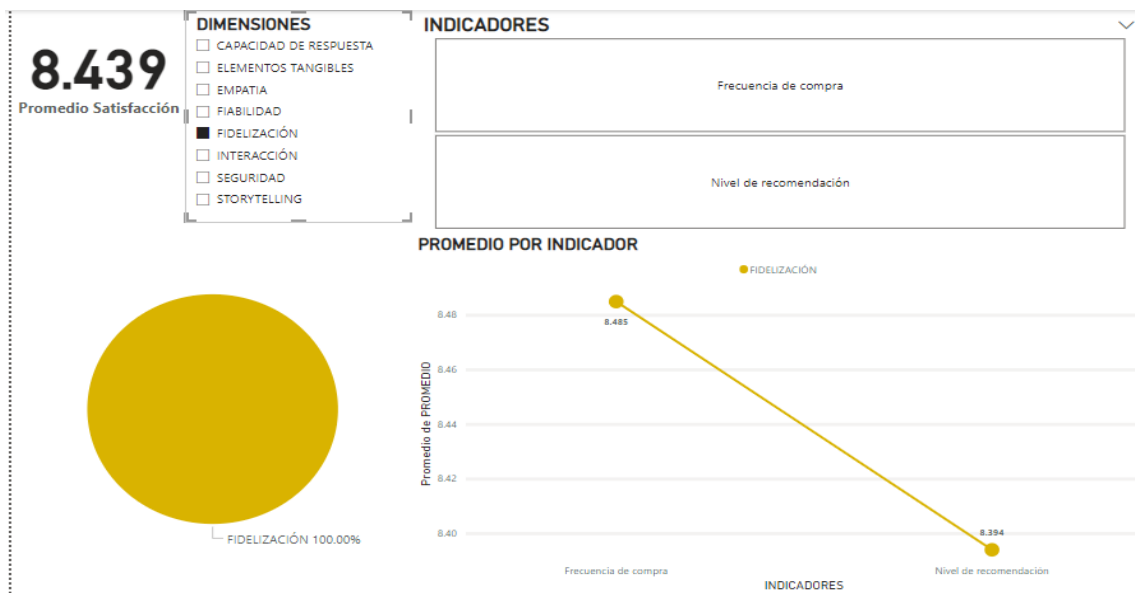 8.439
Promedio Satisfacción
DIMENSIONES
CAPACIDAD DE RESPUESTA
ELEMENTOS TANGIBLES
EMPATIA
FIABILIDAD
FIDELIZACIÓN
INTERACCIÓN
SEGURIDAD
STORYTELLING
INDICADORES
Frecuencia de compra
Nivel de recomendación
FIDELIZACIÓN 100.00%
PROMEDIO POR INDICADOR
FIDELIZACIÓN
Promedio de PROMEDIO
8.48
8.46
8.44
8.42
8.40
8.485
8.394
Frecuencia de compra
Nivel de recomendación
INDICADORES